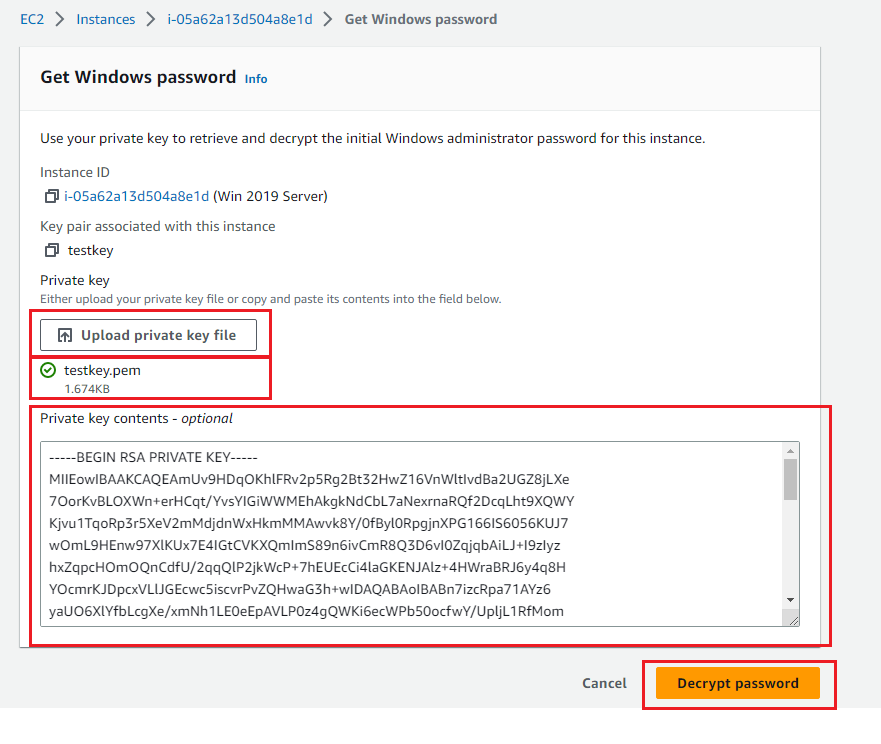 EC2 > Instances > i-05a62a13d504a8e1d > Get Windows password
Get Windows password Info
Use your private key to retrieve and decrypt the initial Windows administrator password for this instance.
Instance ID
i-05a62a13d504a8e1d (Win 2019 Server)
Key pair associated with this instance
testkey
Private key
Either upload your private key file or copy and paste its contents into the field below.
Upload private key file
testkey.pem
1.674KB
Private key contents - optional
-----BEGIN RSA PRIVATE KEY-----
MIIEowIBAAKCAQEAmUv9HDqOKhlFRv2p5Rg2Bt32HwZ16VnWltIvdBa2UGZ8jLXe
7OorKvBLOXWn+erHCqt/YvsYIGiWWMEhAkgkNdCbL7aNexrnaRQf2DcqLht9XQWY
Kjvu1TqoRp3r5XeV2mMdjdnWxHkmMMAwvk8Y/0fByl0RpgjnXPG166IS6056KUJ7
wOmL9HEnw97XlKUx7E4IGtCVKXQmImS89n6ivCmR8Q3D6vI0ZqjqbAiLJ+I9zIyz
hxZqpcHOmOQnCdfU/2qqQlP2jkWcP+7hEUEcCi4laGKENJAlz+4HWraBRJ6y4q8H
YOcmrKJDpcxVLlJGEcwc5iscvrPvZQHwaG3h+wIDAQABAoIBABn7izcRpa71AYz6
yaUO6XlYfbLcgXe/xmNh1LE0eEpAVLP0z4gQWKi6ecWPb50ocfwY/UpljL1RfMom
Cancel
Decrypt password